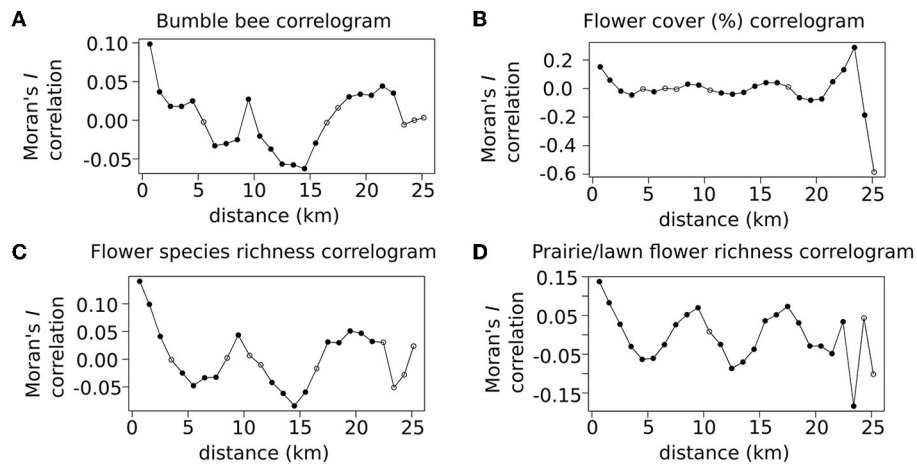 A
Bumble bee correlogram
Moran's I
correlation
0.10
0.05
0.00
-0.05
0 5 10 15 20 25
distance (km)
B
Flower cover (%) correlogram
Moran's I
correlation
0.2
0.0
-0.2
-0.4
-0.6
0 5 10 15 20 25
distance (km)
C
Flower species richness correlogram
Moran's I
correlation
0.10
0.05
0.00
-0.05
0 5 10 15 20 25
distance (km)
D
Prairie/lawn flower richness correlogram
Moran's I
correlation
0.15
0.05
-0.05
-0.15
0 5 10 15 20 25
distance (km)